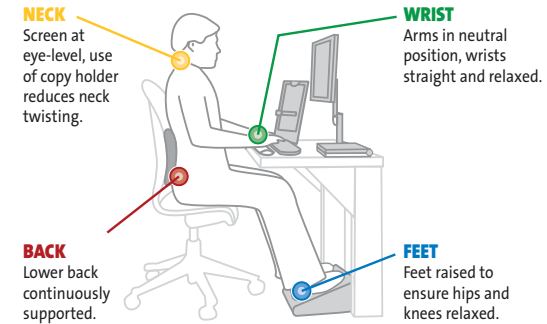 NECK
Screen at
eye-level, use
of copy holder
reduces neck
twisting.
WRIST
Arms in neutral
position, wrists
straight and relaxed.
BACK
Lower back
continuously
supported.
FEET
Feet raised to
ensure hips and
knees relaxed.